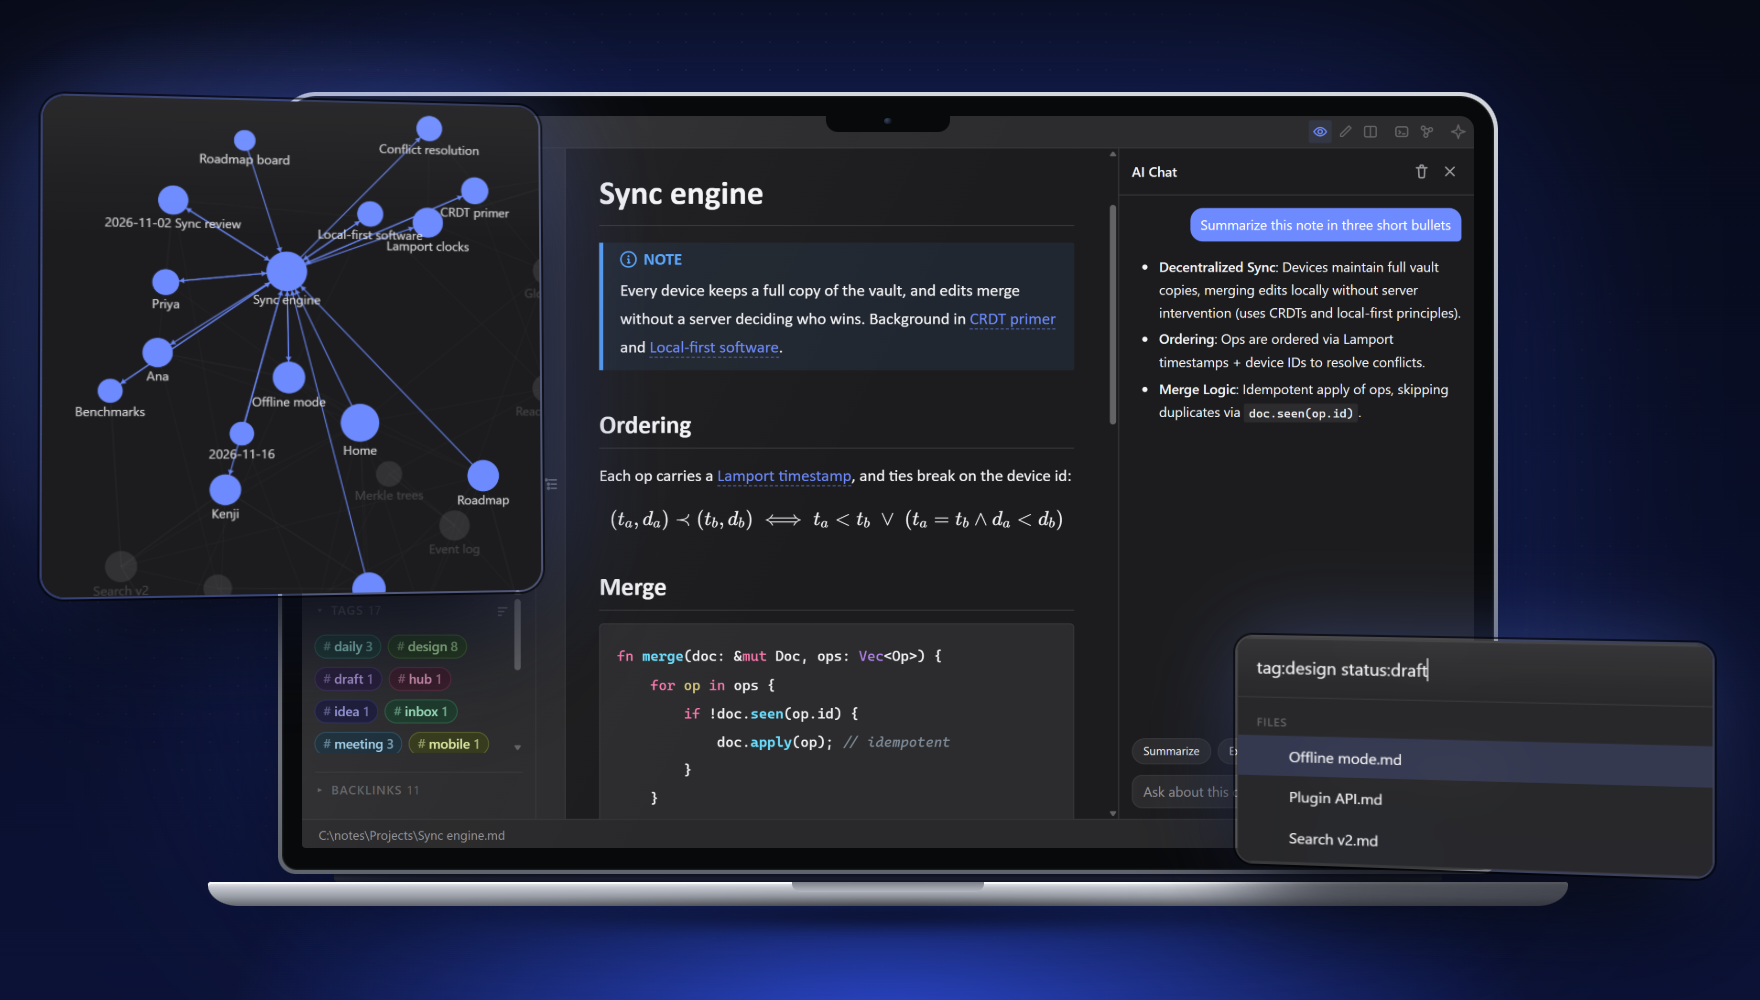 Roadmap board
Conflict resolution
2026-11-02 Sync review
CRDT primer
Local-first software
Lamport clocks
Priya
Sync engine
Ana
Benchmarks
Offline mode
2026-11-16
Home
Merkle trees
Roadmap
Kenji
Event log
Search v2
TAGS 17
# daily 3
# design 8
# draft 1
# hub 1
# idea 1
# inbox 1
# meeting 3
# mobile 1
BACKLINKS 11
C:\notes\Projects\Sync engine.md
Sync engine
NOTE
Every device keeps a full copy of the vault, and edits merge
without a server deciding who wins. Background in CRDT primer
and Local-first software.
Ordering
Each op carries a Lamport timestamp, and ties break on the device id:
(tₐ, dₐ) ≺ (t_b, d_b) ⟺ tₐ < t_b ∨ (tₐ = t_b ∧ dₐ < d_b)
Merge
fn merge(doc: &mut Doc, ops: Vec<Op>) {
for op in ops {
if !doc.seen(op.id) {
doc.apply(op); // idempotent
}
}
AI Chat
Summarize this note in three short bullets
• Decentralized Sync: Devices maintain full vault
copies, merging edits locally without server
intervention (uses CRDTs and local-first principles).
• Ordering: Ops are ordered via Lamport
timestamps + device IDs to resolve conflicts.
• Merge Logic: Idempotent apply of ops, skipping
duplicates via doc.seen(op.id).
Summarize
Ask about this
tag:design status:draft
FILES
Offline mode.md
Plugin API.md
Search v2.md